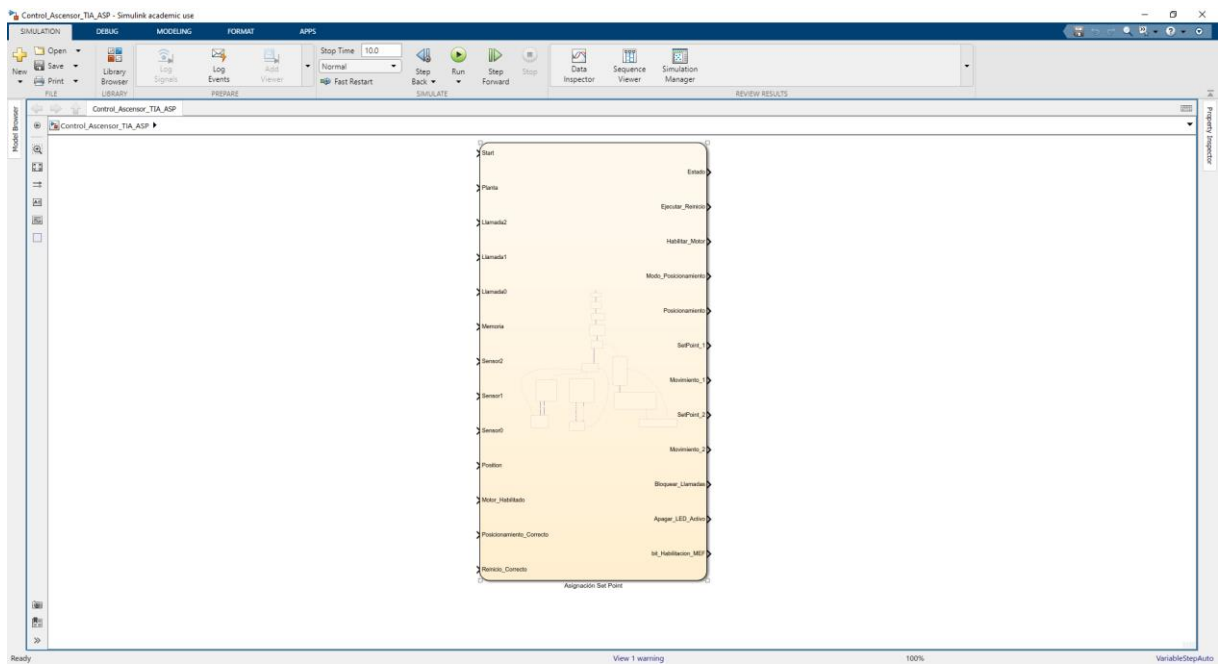 Control_Ascensor_TIA_ASP - Simulink academic use
SIMULATION DEBUG MODELING FORMAT APPS
New
Open
Save
Print
FILE
Library Browser
LIBRARY
Log Signals
Log Events
Add Viewer
PREPARE
Stop Time 10.0
Normal
Fast Restart
Step Back
Run
Step Forward
Stop
SIMULATE
Data Inspector
Sequence Viewer
Simulation Manager
REVIEW RESULTS
Model Browser
Control_Ascensor_TIA_ASP
Control_Ascensor_TIA_ASP
Property Inspector
Start
Planta
Llamada2
Llamada1
Llamada0
Memoria
Sensor2
Sensor1
Sensor0
Position
Motor_Habilitado
Posicionamiento_Correcto
Reinicio_Correcto
Estado
Ejecutar_Reinicio
Habilitar_Motor
Modo_Posicionamiento
Posicionamiento
SetPoint_1
Movimiento_1
SetPoint_2
Movimiento_2
Bloquear_Llamadas
Apagar_LED_Activo
bit_Habilitacion_MEF
Asignación Set Point
Ready
View 1 warning
100%
VariableStepAuto